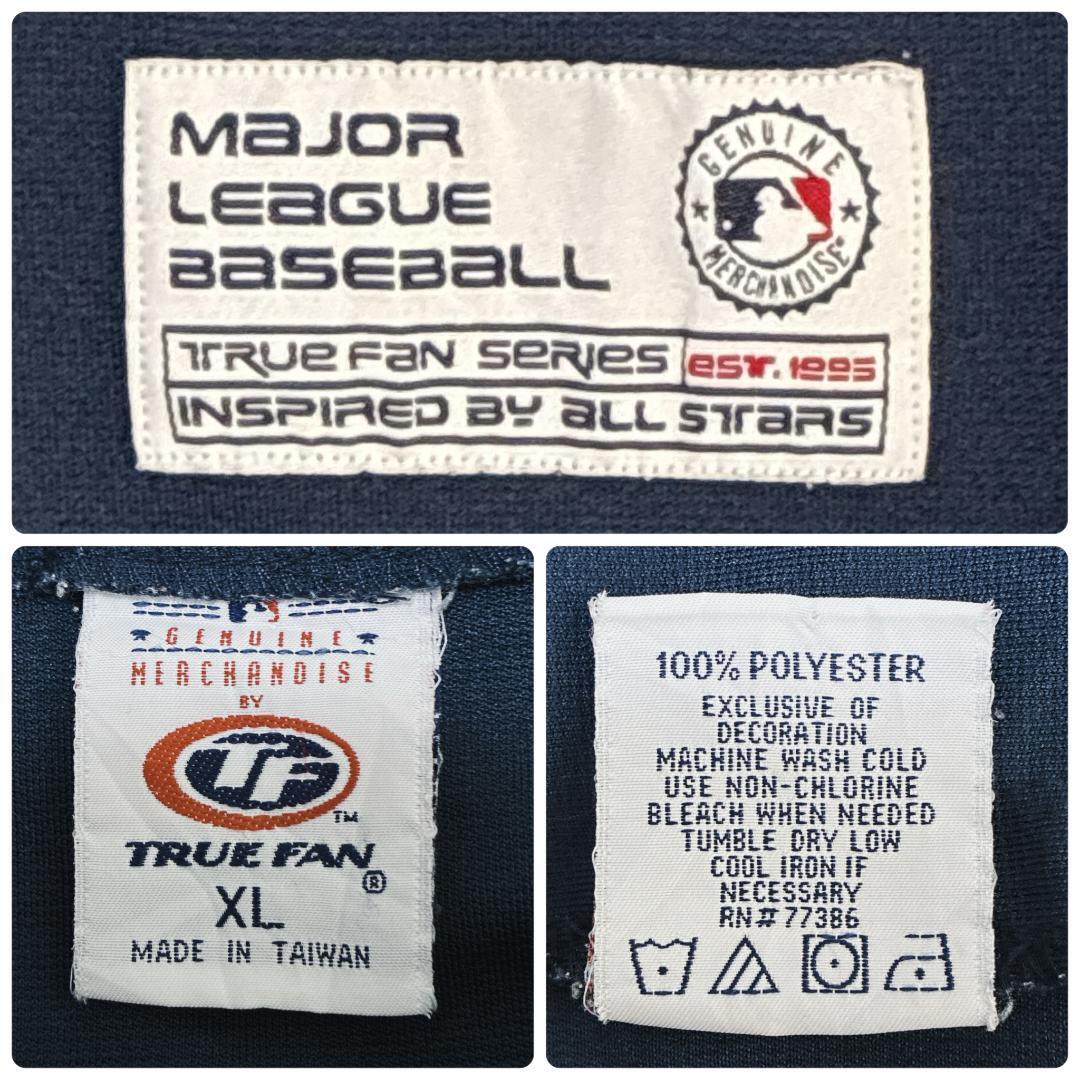 MAJOR
LEAGUE
BASEBALL
GENUINE
MERCHANDISE
TRUE FAN SERIES est. 1995
INSPIRED BY ALL STARS
GENUINE
MERCHANDISE
BY
TF
TM
TRUE FAN®
XL
MADE IN TAIWAN
100% POLYESTER
EXCLUSIVE OF
DECORATION
MACHINE WASH COLD
USE NON-CHLORINE
BLEACH WHEN NEEDED
TUMBLE DRY LOW
COOL IRON IF
NECESSARY
RN#77386